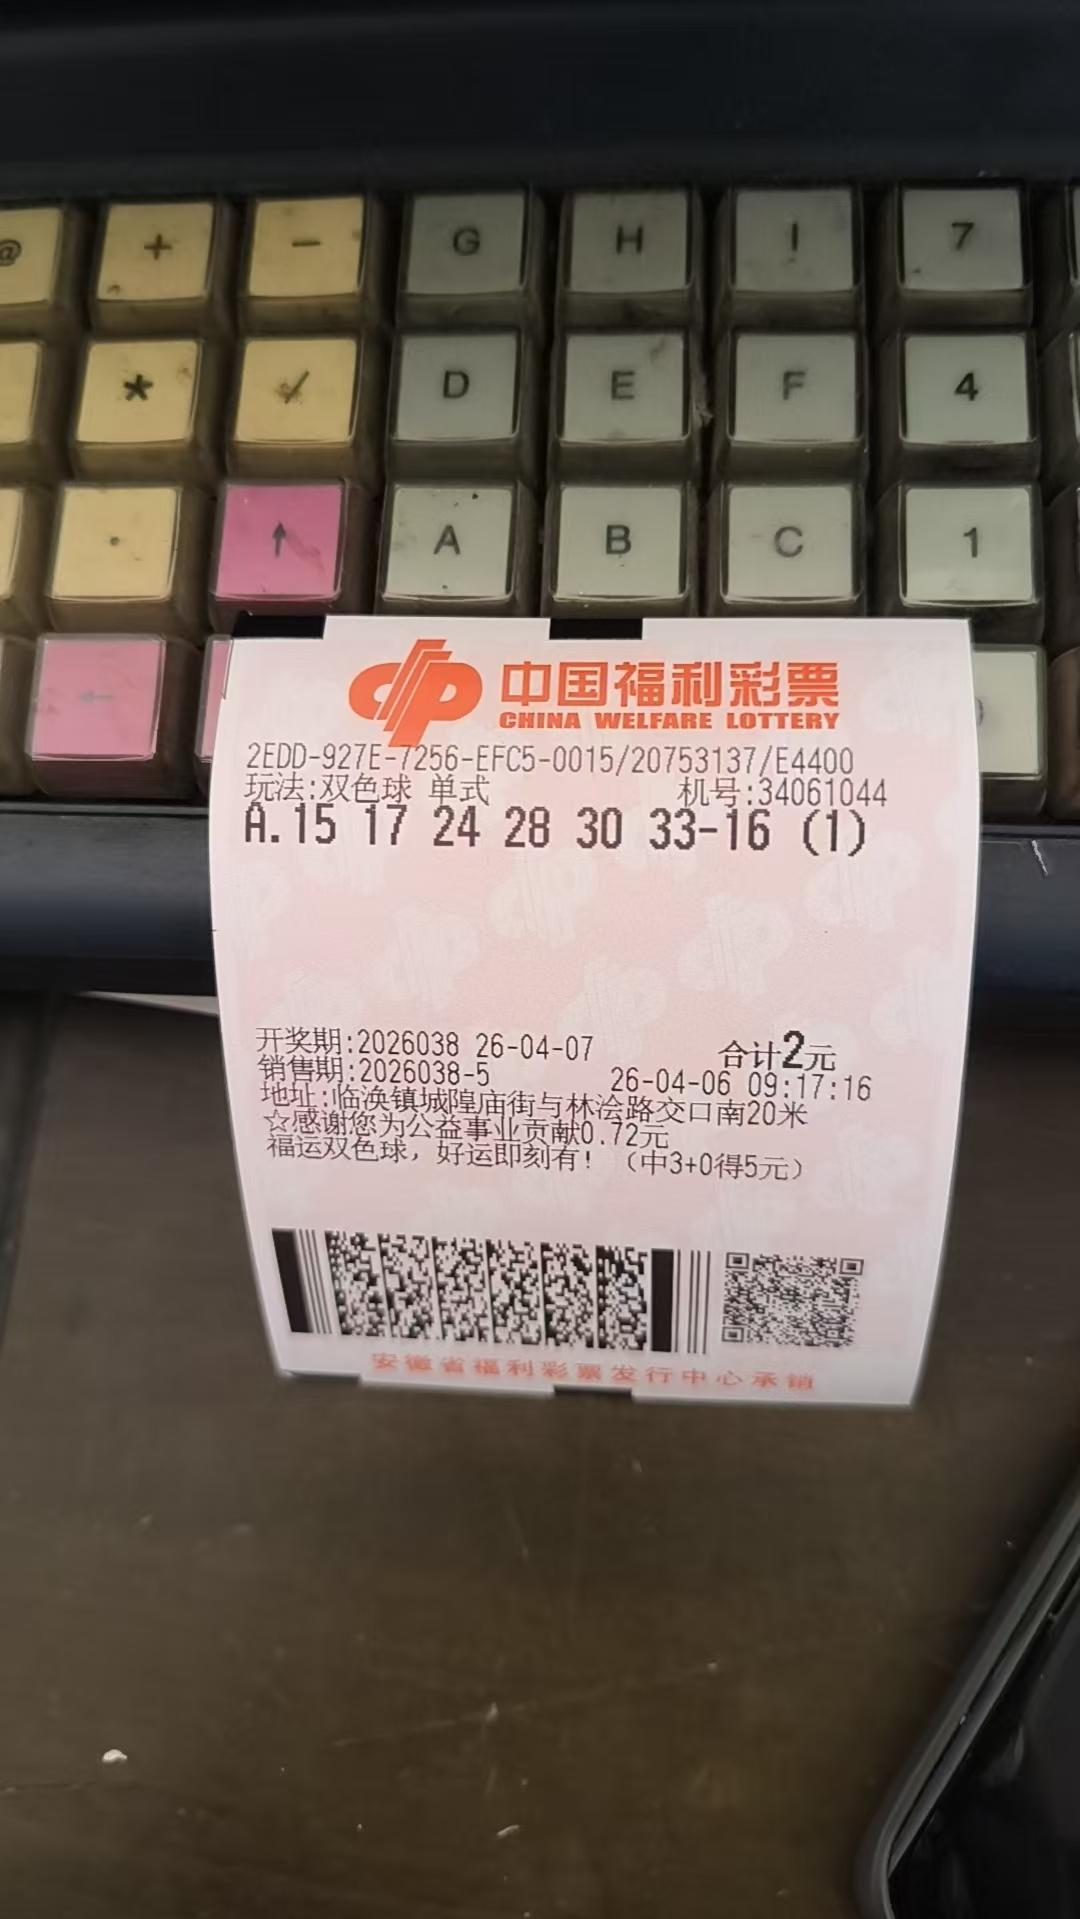 @ + - G H I 7
* / D E F 4
. ↑ A B C 1
←
中国福利彩票
CHINA WELFARE LOTTERY
2EDD-927E-7256-EFC5-0015/20753137/E4400
玩法:双色球 单式 机号:34061044
A.15 17 24 28 30 33-16 (1)
开奖期:2026038 26-04-07 合计2元
销售期:2026038-5 26-04-06 09:17:16
地址:临涣镇城隍庙街与林浍路交口南20米
☆感谢您为公益事业贡献0.72元
福运双色球，好运即刻有！（中3+0得5元）
安徽省福利彩票发行中心承销